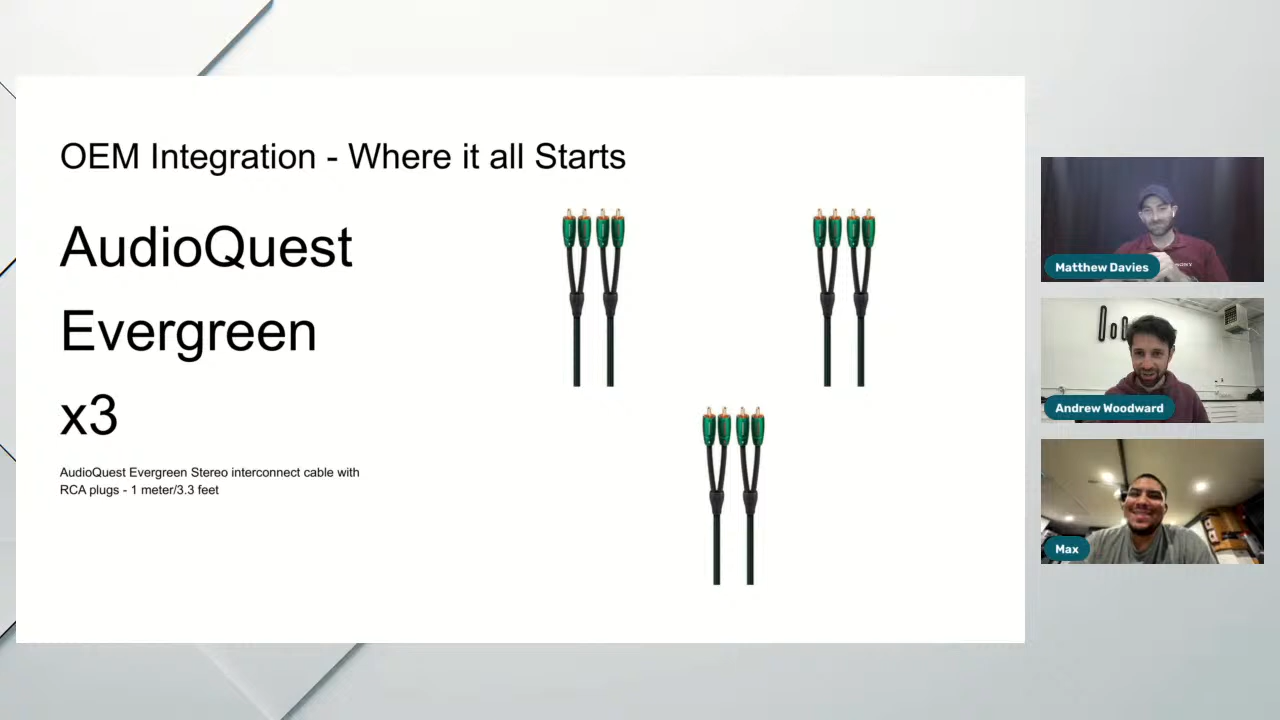 OEM Integration - Where it all Starts
AudioQuest
Evergreen
x3
AudioQuest Evergreen Stereo interconnect cable with
RCA plugs - 1 meter/3.3 feet
SONY
Matthew Davies
Andrew Woodward
Max